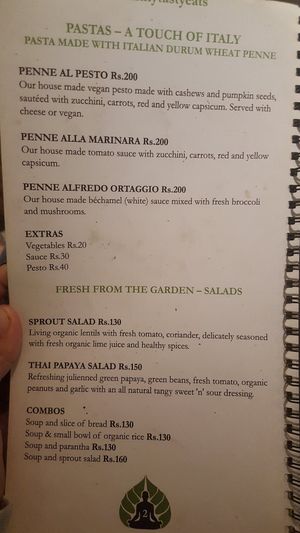 PASTAS – A TOUCH OF ITALY
PASTA MADE WITH ITALIAN DURUM WHEAT PENNE
PENNE AL PESTO Rs.200
Our house made vegan pesto made with cashews and pumpkin seeds,
sautéed with zucchini, carrots, red and yellow capsicum. Served with
cheese or vegan.
PENNE ALLA MARINARA Rs.200
Our house made tomato sauce with zucchini, carrots, red and yellow
capsicum.
PENNE ALFREDO ORTAGGIO Rs.200
Our house made béchamel (white) sauce mixed with fresh broccoli
and mushrooms.
EXTRAS
Vegetables Rs.20
Sauce Rs.30
Pesto Rs.40
FRESH FROM THE GARDEN – SALADS
SPROUT SALAD Rs.130
Living organic lentils with fresh tomato, coriander, delicately seasoned
with fresh organic lime juice and healthy spices.
THAI PAPAYA SALAD Rs.150
Refreshing julienned green papaya, green beans, fresh tomato, organic
peanuts and garlic with an all natural tangy sweet 'n' sour dressing.
COMBOS
Soup and slice of bread Rs.130
Soup & small bowl of organic rice Rs.130
Soup and parantha Rs.130
Soup and sprout salad Rs.160
2